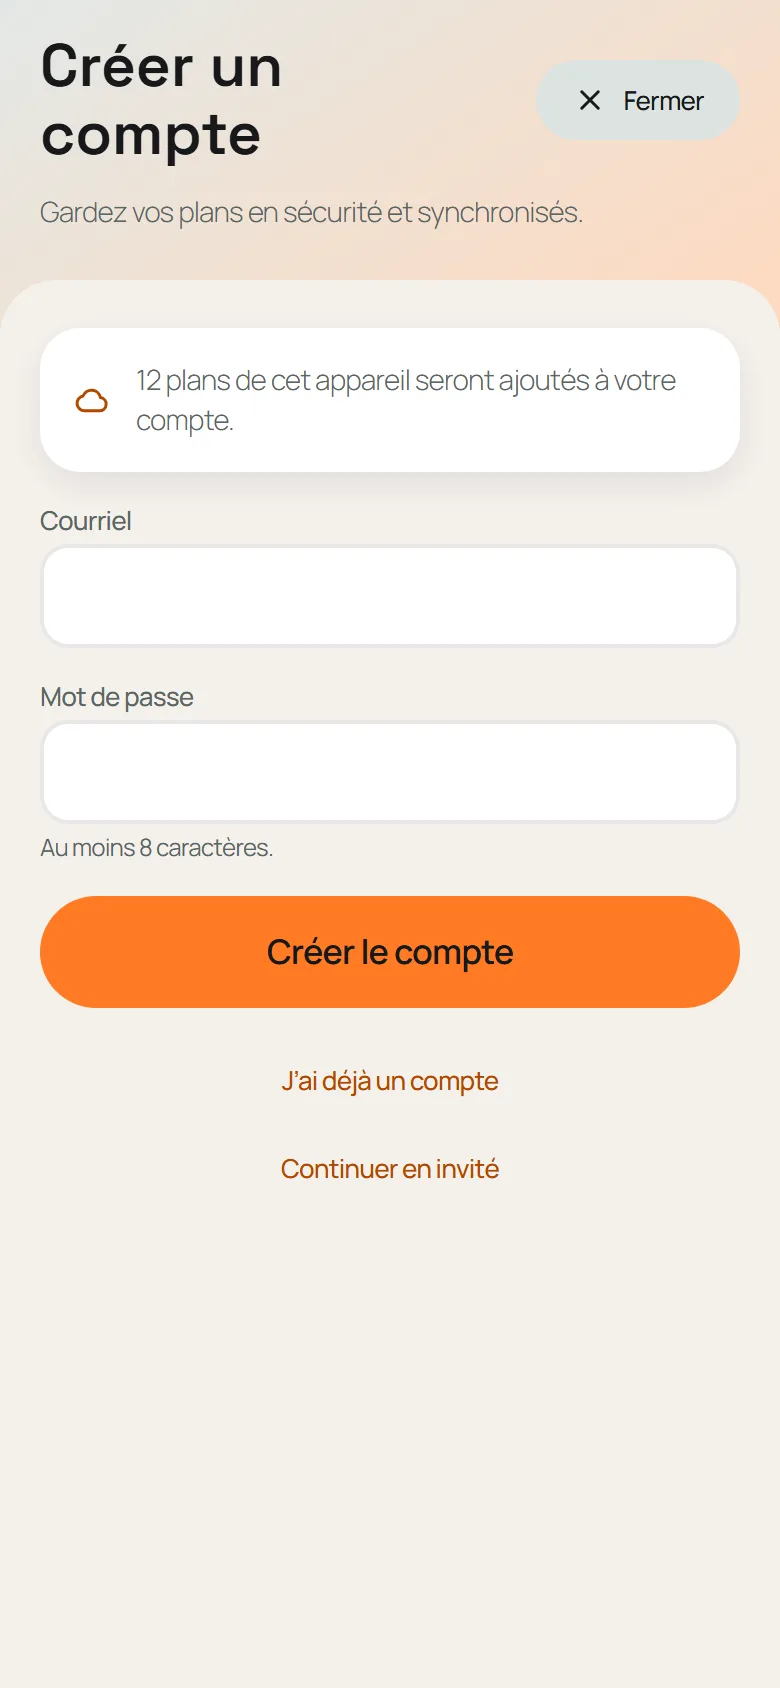 Créer un
compte
Fermer
Gardez vos plans en sécurité et synchronisés.
12 plans de cet appareil seront ajoutés à votre
compte.
Courriel
Mot de passe
Au moins 8 caractères.
Créer le compte
J’ai déjà un compte
Continuer en invité